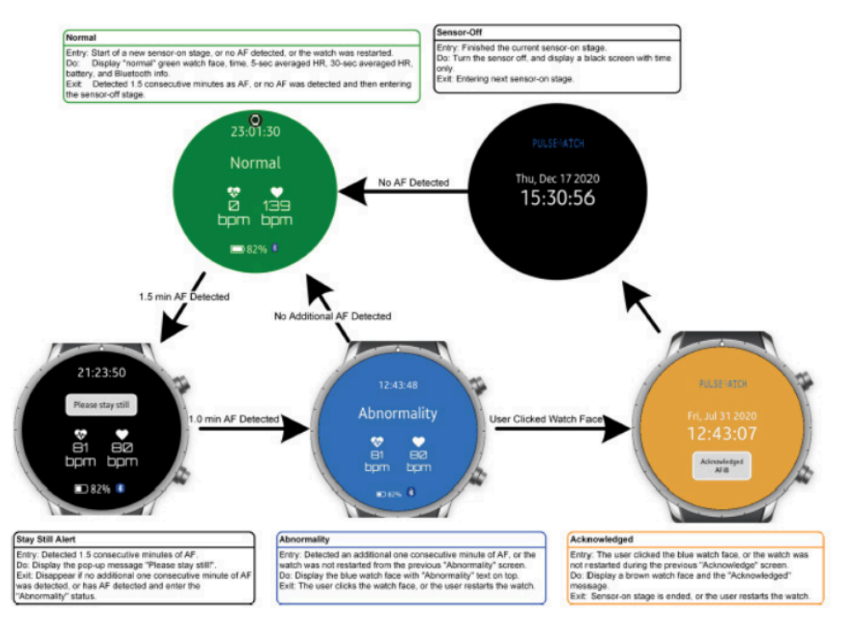 Normal
Entry: Start of a new sensor-on stage, or no AF detected, or the watch was restarted.
Do: Display "normal" green watch face, time, 5-sec averaged HR, 30-sec averaged HR,
battery, and Bluetooth info.
Exit: Detected 1.5 consecutive minutes as AF, or no AF was detected and then entering
the sensor-off stage.
Sensor-Off
Entry: Finished the current sensor-on stage.
Do: Turn the sensor off, and display a black screen with time
only.
Exit: Entering next sensor-on stage.
23:01:30
Normal
0 139
bpm bpm
82%
PULSEWATCH
Thu, Dec 17 2020
15:30:56
No AF Detected
1.5 min AF Detected
No Additional AF Detected
21:23:50
Please stay still
81 80
bpm bpm
82%
1.0 min AF Detected
12:43:48
Abnormality
81 80
bpm bpm
82%
User Clicked Watch Face
PULSEWATCH
Fri, Jul 31 2020
12:43:07
Acknowledged
AFiB
Stay Still Alert
Entry: Detected 1.5 consecutive minutes of AF.
Do: Display the pop-up message "Please stay still!".
Exit: Disappear if no additional one consecutive minute of AF
was detected, or has AF detected and enter the
"Abnormality" status.
Abnormality
Entry: Detected an additional one consecutive minute of AF, or the
watch was not restarted from the previous "Abnormality" screen.
Do: Display the blue watch face with "Abnormality" text on top.
Exit: The user clicks the watch face, or the user restarts the watch.
Acknowledged
Entry: The user clicked the blue watch face, or the watch was
not restarted during the previous "Acknowledge" screen.
Do: Display a brown watch face and the "Acknowledged"
message.
Exit: Sensor-on stage is ended, or the user restarts the watch.